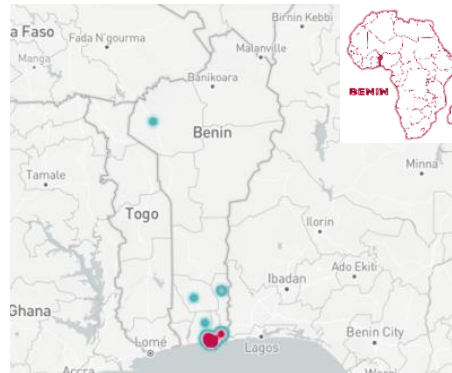 Birnin Kebbi
a Faso
Fada N'gourma
Manga
Malanville
Banikoara
BENIN
Benin
Tamale
Minna
Togo
Ilorin
Ibadan
Ado Ekiti
Ghana
Benin City
Lomé
Lagos
Accra
Warri